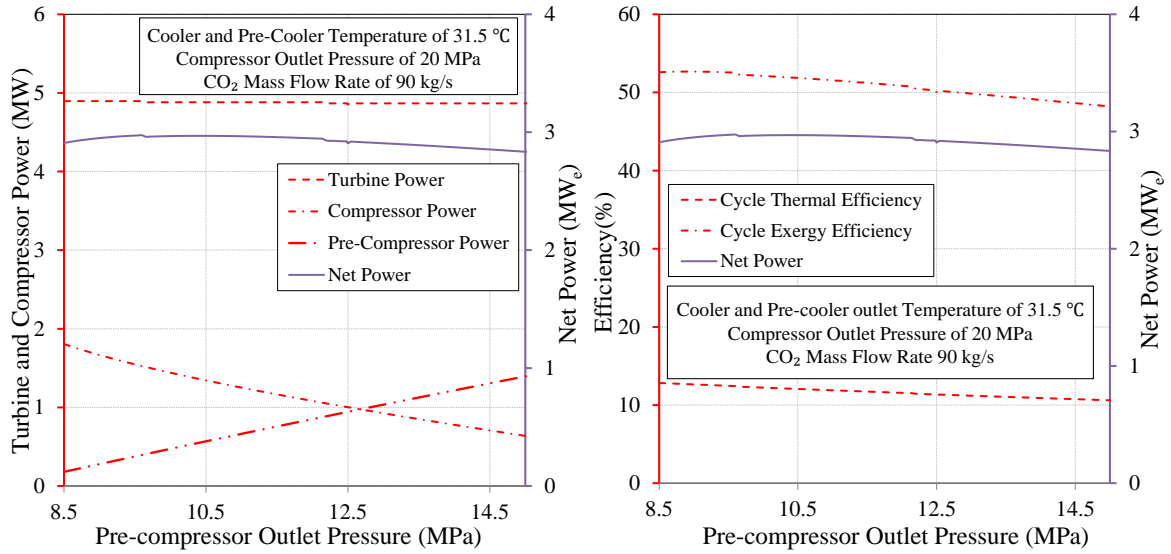 6
5
4
3
2
1
0
Turbine and Compressor Power (MW)
Cooler and Pre-Cooler Temperature of 31.5 ℃
Compressor Outlet Pressure of 20 MPa
CO₂ Mass Flow Rate of 90 kg/s
Turbine Power
Compressor Power
Pre-Compressor Power
Net Power
4
3
2
1
0
Net Power (MWₑ)
8.5 10.5 12.5 14.5
Pre-compressor Outlet Pressure (MPa)
60
50
40
30
20
10
0
Efficiency(%)
Cycle Thermal Efficiency
Cycle Exergy Efficiency
Net Power
Cooler and Pre-cooler outlet Temperature of 31.5 ℃
Compressor Outlet Pressure of 20 MPa
CO₂ Mass Flow Rate 90 kg/s
4
3
2
1
0
Net Power (MWₑ)
8.5 10.5 12.5 14.5
Pre-compressor Outlet Pressure (MPa)